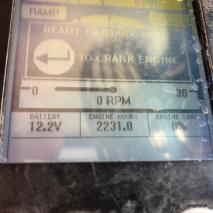 RAMP
READY TO START HOLD
TO CRANK ENGINE
0 30
0 RPM
BATTERY ENGINE HOURS ENGINE LOAD
12.2V 2231.0 0%